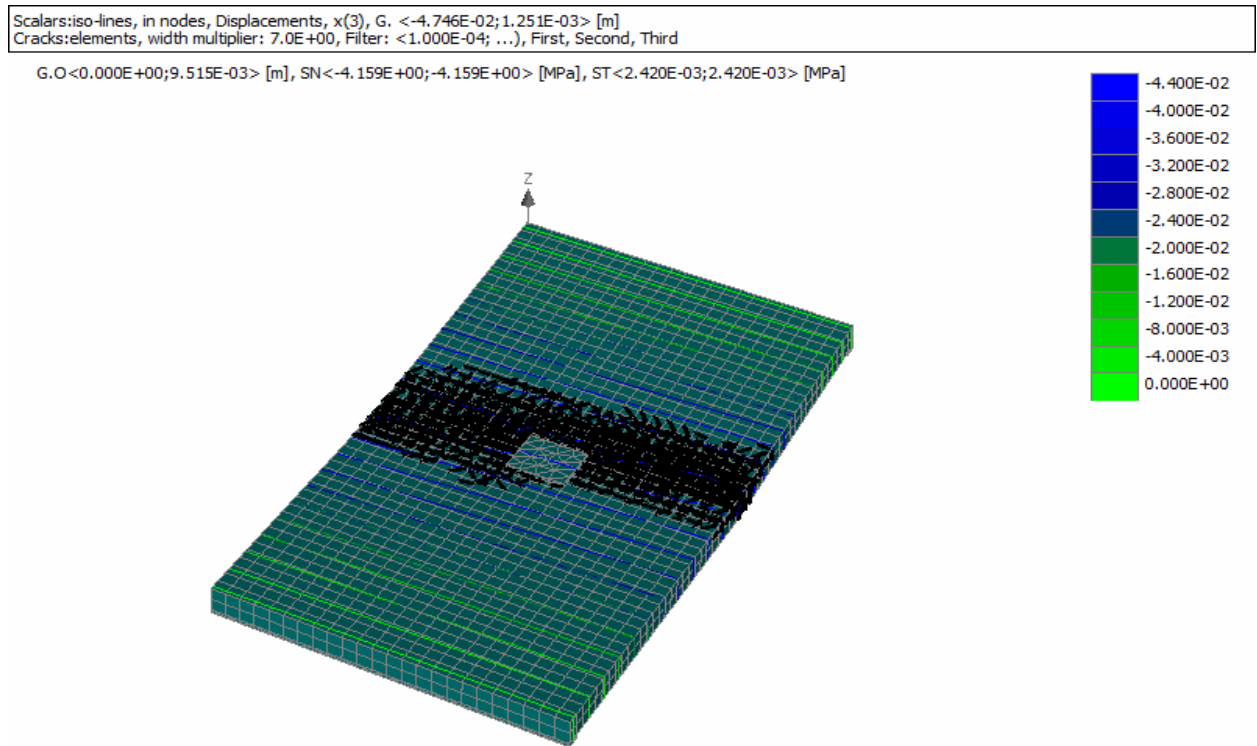 Scalars:iso-lines, in nodes, Displacements, x(3), G. <-4.746E-02;1.251E-03> [m]
Cracks:elements, width multiplier: 7.0E+00, Filter: <1.000E-04; ...), First, Second, Third
G.O<0.000E+00;9.515E-03> [m], SN<-4.159E+00;-4.159E+00> [MPa], ST<2.420E-03;2.420E-03> [MPa]
-4.400E-02
-4.000E-02
-3.600E-02
-3.200E-02
-2.800E-02
-2.400E-02
-2.000E-02
-1.600E-02
-1.200E-02
-8.000E-03
-4.000E-03
0.000E+00
Z